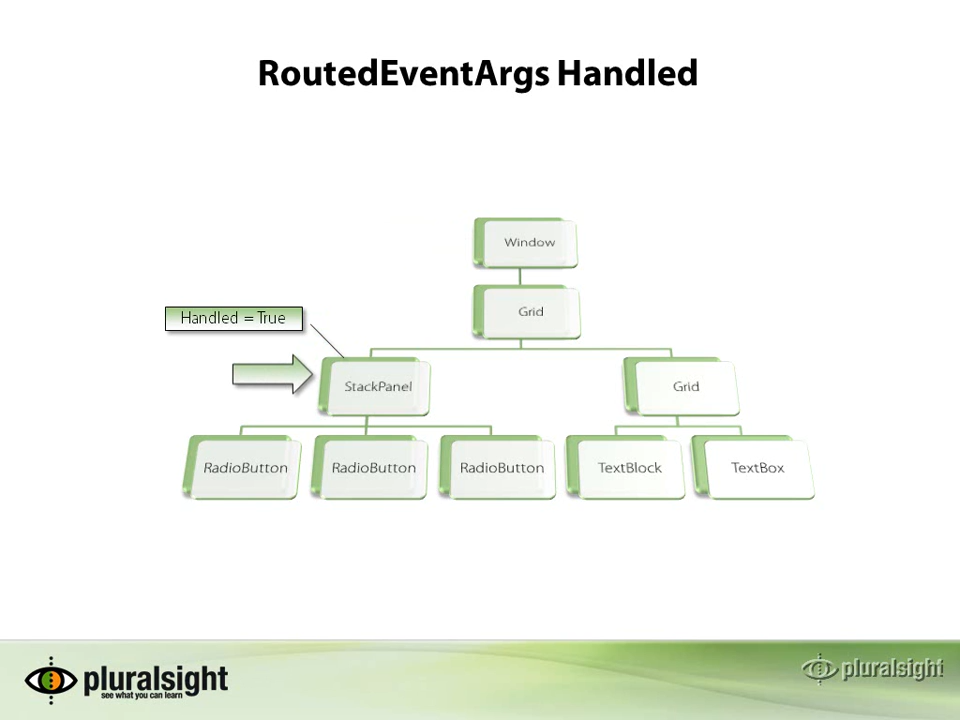 RoutedEventArgs Handled
Window
Grid
Handled = True
StackPanel
Grid
RadioButton
RadioButton
RadioButton
TextBlock
TextBox
pluralsight
see what you can learn
pluralsight